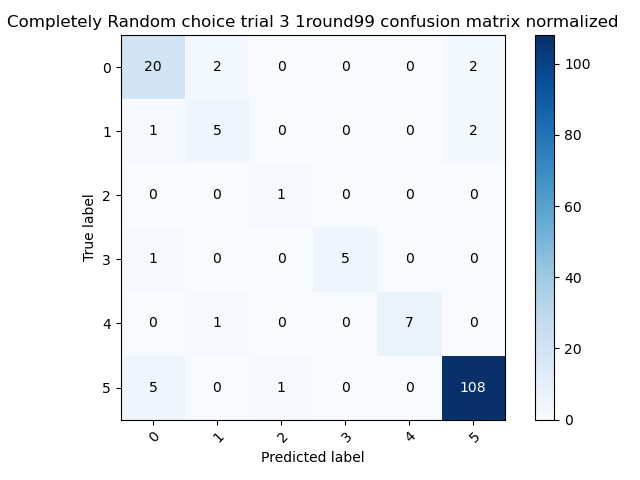 Completely Random choice trial 3 1round99 confusion matrix normalized
0 20 2 0 0 0 2
1 1 5 0 0 0 2
2 0 0 1 0 0 0
3 1 0 0 5 0 0
4 0 1 0 0 7 0
5 5 0 1 0 0 108
0 1 2 3 4 5
True label
Predicted label
100
80
60
40
20
0